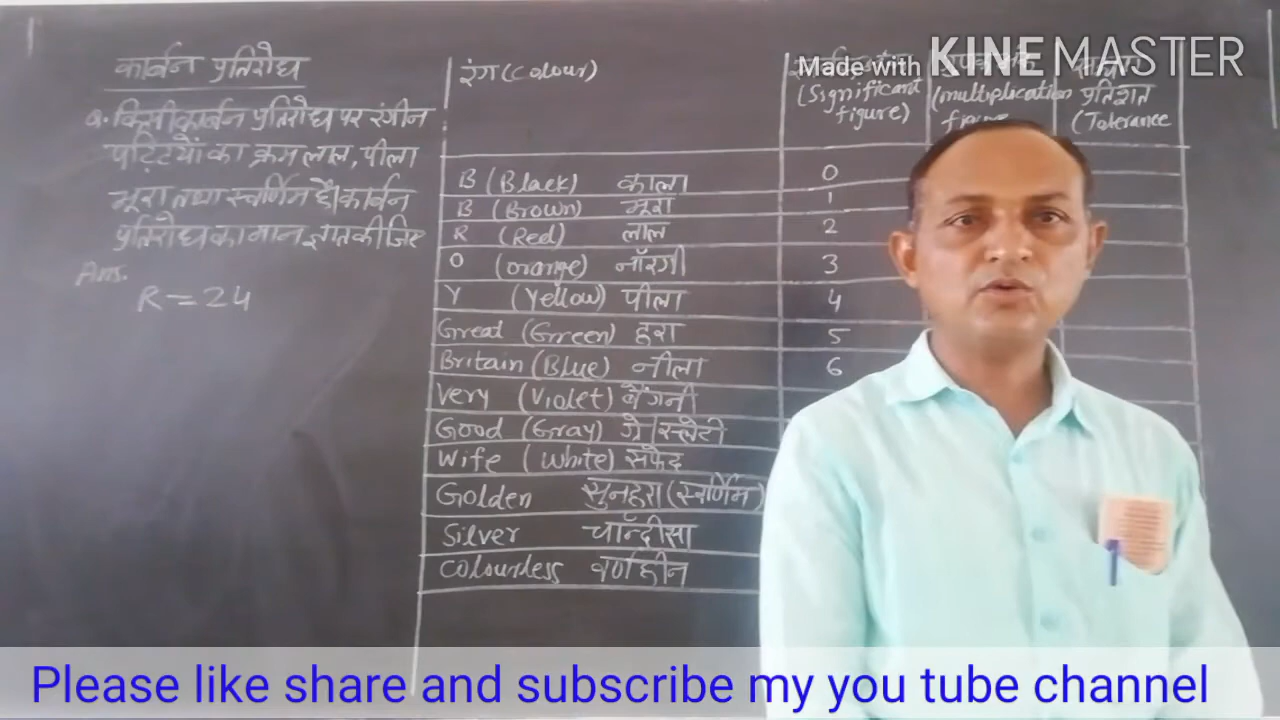 कार्बन प्रतिरोध
Q. किसी कार्बन प्रतिरोध पर रंगीन
पट्टियों का क्रम लाल, पीला
भूरा तथा स्वर्णिम है। कार्बन
प्रतिरोध का मान ज्ञात कीजिए
Ans.
R = 24
रंग (Colour)
(Significant
figure)
(multiplication
प्रतिशत
(Tolerance
B (Black) काला 0
B (Brown) भूरा 1
R (Red) लाल 2
O (orange) नॉरंगी 3
Y (Yellow) पीला 4
Great (Green) हरा 5
Britain (Blue) नीला 6
Very (Violet) बैंगनी
Good (Gray) ग्रे/स्लेटी
Wife (White) सफेद
Golden सुनहरा (स्वर्णिम)
Silver चॉन्दीसा
Colourless वर्णहीन
Made with KINEMASTER
Please like share and subscribe my you tube channel